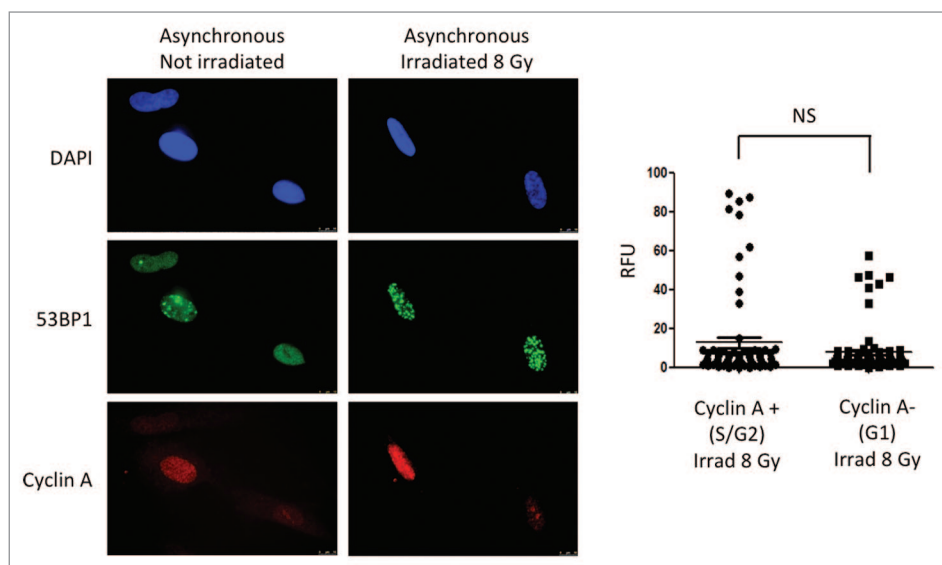 Asynchronous
Not irradiated
Asynchronous
Irradiated 8 Gy
DAPI
53BP1
Cyclin A
NS
100
80
60
40
20
0
RFU
Cyclin A +
(S/G2)
Irrad 8 Gy
Cyclin A-
(G1)
Irrad 8 Gy